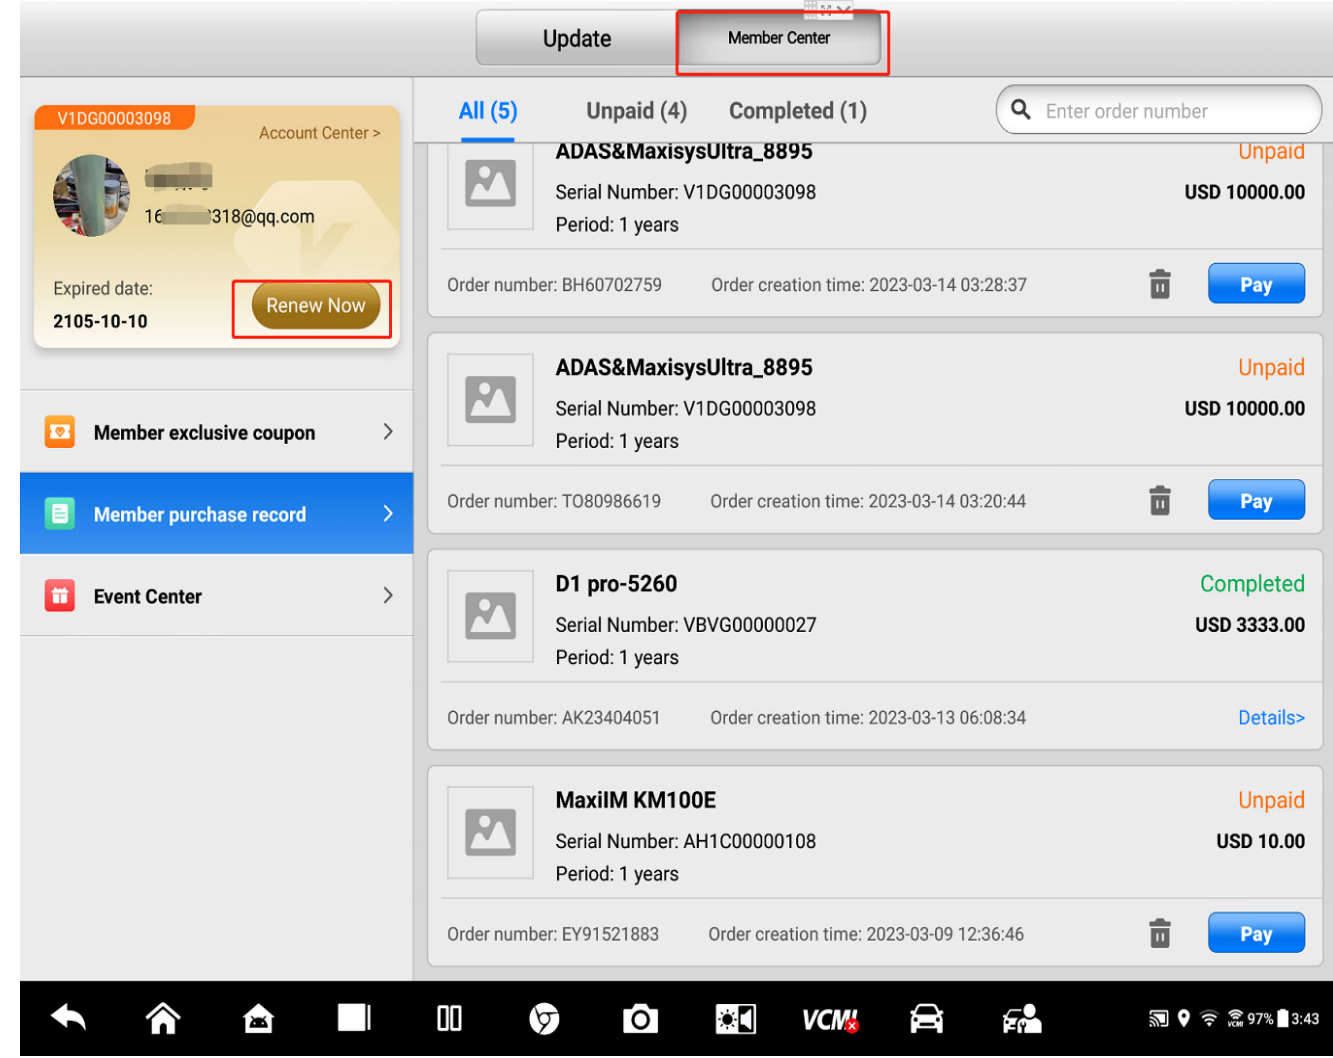 Update
Member Center
V1DG00003098
Account Center >
318@qq.com
Expired date:
2105-10-10
Renew Now
Member exclusive coupon
Member purchase record
Event Center
All (5)
Unpaid (4)
Completed (1)
Enter order number
ADAS&MaxisysUltra_8895
Unpaid
Serial Number: V1DG00003098
USD 10000.00
Period: 1 years
Order number: BH60702759
Order creation time: 2023-03-14 03:28:37
Pay
ADAS&MaxisysUltra_8895
Unpaid
Serial Number: V1DG00003098
USD 10000.00
Period: 1 years
Order number: TO80986619
Order creation time: 2023-03-14 03:20:44
Pay
D1 pro-5260
Completed
Serial Number: VBVG00000027
USD 3333.00
Period: 1 years
Order number: AK23404051
Order creation time: 2023-03-13 06:08:34
Details>
MaxiIM KM100E
Unpaid
Serial Number: AH1C00000108
USD 10.00
Period: 1 years
Order number: EY91521883
Order creation time: 2023-03-09 12:36:46
Pay
VCMI
VCMI
97%
3:43